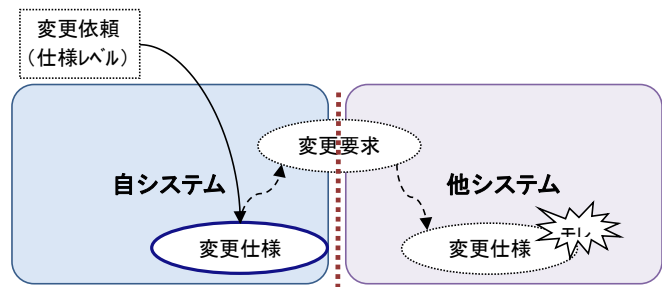 変更依頼
（仕様ﾚﾍﾞﾙ）
変更要求
自システム
他システム
変更仕様
変更仕様
モレ